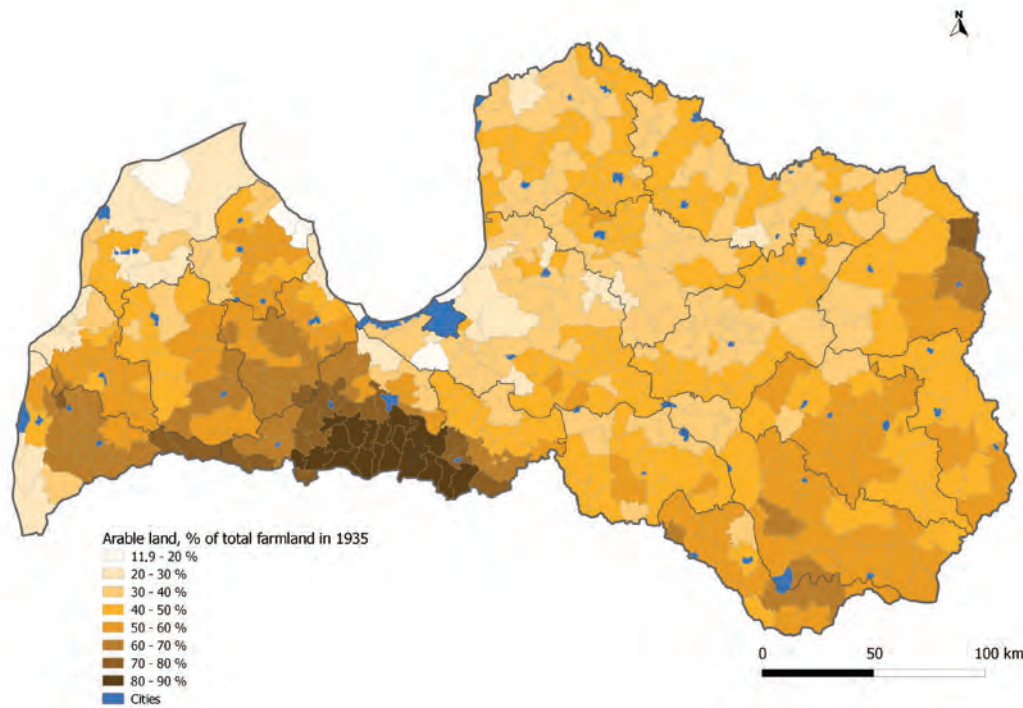 N
Arable land, % of total farmland in 1935
11.9 - 20 %
20 - 30 %
30 - 40 %
40 - 50 %
50 - 60 %
60 - 70 %
70 - 80 %
80 - 90 %
Cities
0 50 100 km